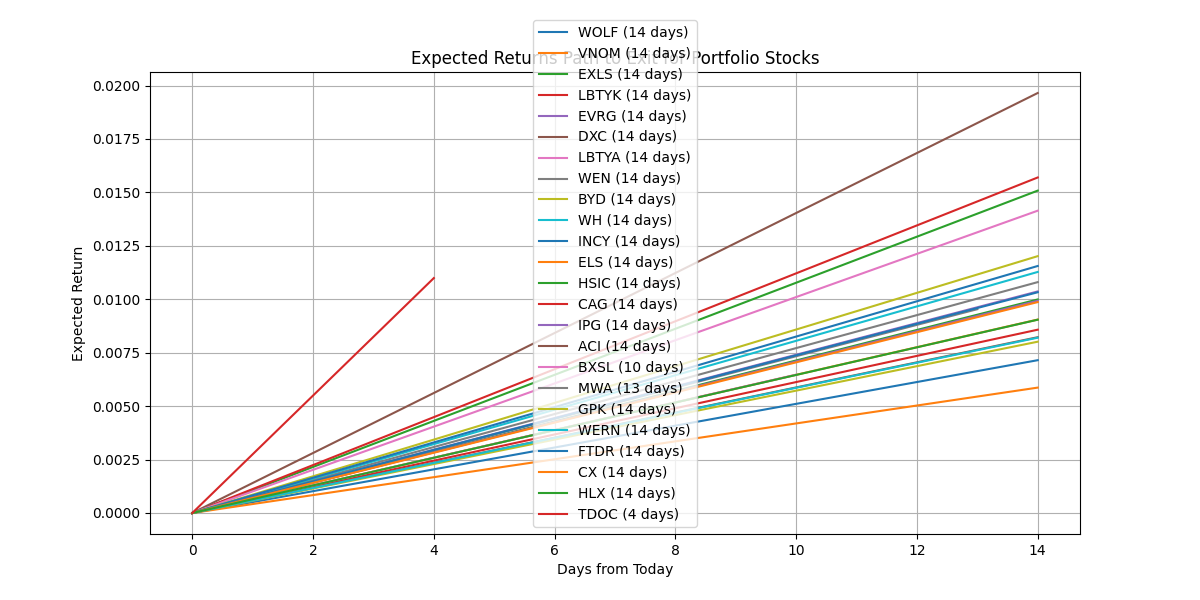 Expected Returns Path to Exit for Portfolio Stocks
WOLF (14 days)
VNOM (14 days)
EXLS (14 days)
LBTYK (14 days)
EVRG (14 days)
DXC (14 days)
LBTYA (14 days)
WEN (14 days)
BYD (14 days)
WH (14 days)
INCY (14 days)
ELS (14 days)
HSIC (14 days)
CAG (14 days)
IPG (14 days)
ACI (14 days)
BXSL (10 days)
MWA (13 days)
GPK (14 days)
WERN (14 days)
FTDR (14 days)
CX (14 days)
HLX (14 days)
TDOC (4 days)
Expected Return
0.0200
0.0175
0.0150
0.0125
0.0100
0.0075
0.0050
0.0025
0.0000
0 2 4 6 8 10 12 14
Days from Today